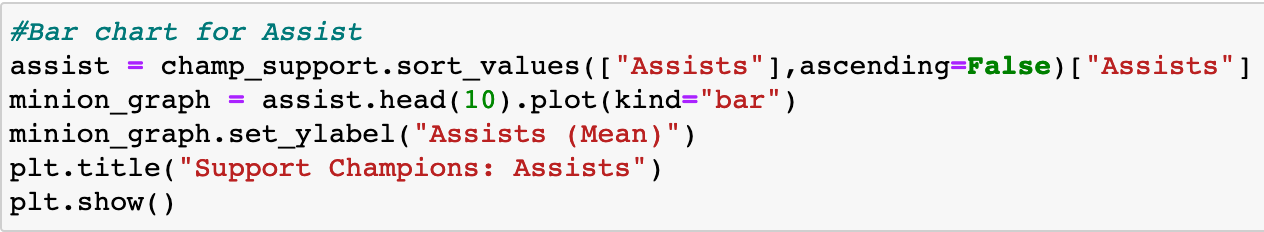 #Bar chart for Assist
assist = champ_support.sort_values(["Assists"],ascending=False)["Assists"]
minion_graph = assist.head(10).plot(kind="bar")
minion_graph.set_ylabel("Assists (Mean)")
plt.title("Support Champions: Assists")
plt.show()